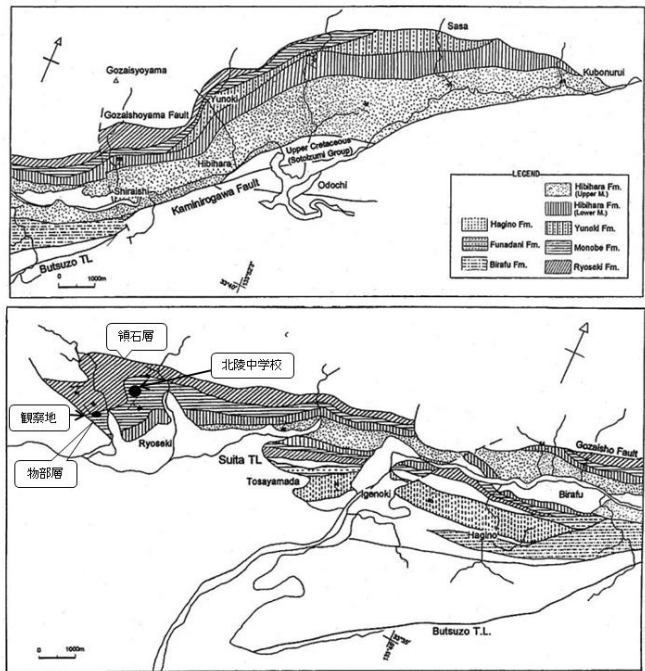 Sasa
Kubonurui
Gozaisyoyama
Yunoki
Gozaishoyama Fault
Hibihara
Upper Cretaceous
(Sotoizumi Group)
Shiraishi
Odochi
Kaminirogawa Fault
Butsuzo TL
0 1000m
LEGEND
Hagino Fm.
Funadani Fm.
Birafu Fm.
Hibihara Fm.
(Upper M.)
Hibihara Fm.
(Lower M.)
Yunoki Fm.
Monobe Fm.
Ryoseki Fm.
領石層
北陵中学校
観察地
物部層
Ryoseki
Suita TL
Tosayamada
Igenoki
Gozaisho Fault
Birafu
Hagino
Butsuzo T.L.
0 1000m